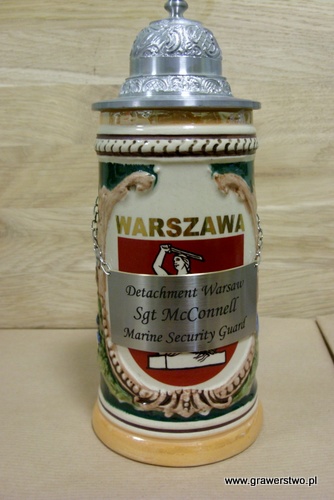 WARSZAWA
Detachment Warsaw
Sgt McConnell
Marine Security Guard
www.grawerstwo.pl